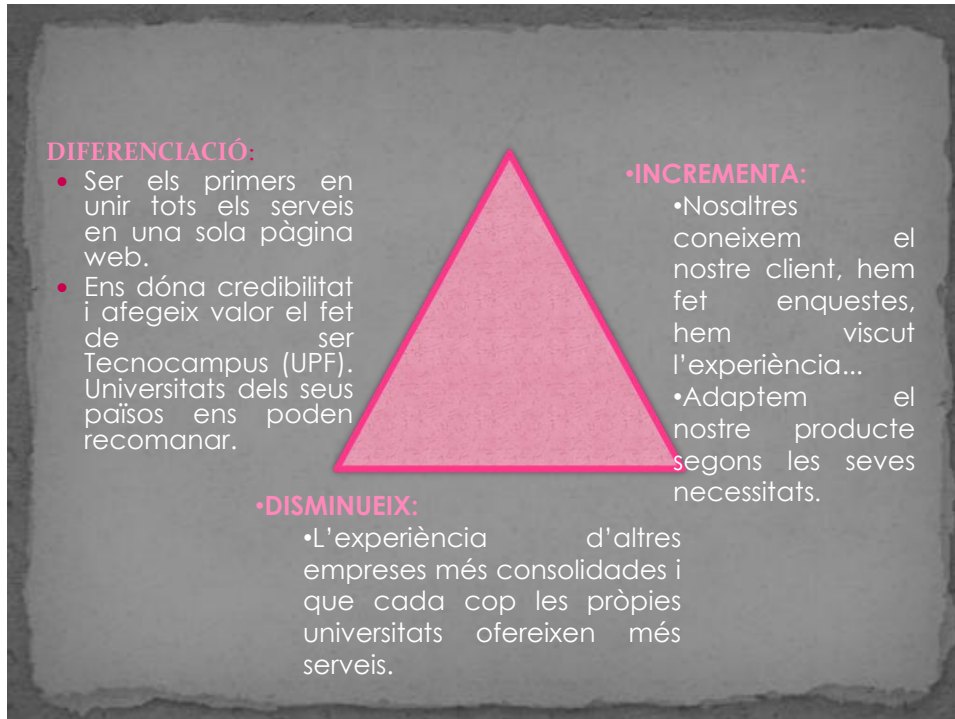 DIFERENCIACIÓ:
• Ser els primers en
unir tots els serveis
en una sola pàgina
web.
• Ens dóna credibilitat
i afegeix valor el fet
de ser
Tecnocampus (UPF).
Universitats dels seus
països ens poden
recomanar.
•INCREMENTA:
•Nosaltres
coneixem el
nostre client, hem
fet enquestes,
hem viscut
l’experiència...
•Adaptem el
nostre producte
segons les seves
necessitats.
•DISMINUEIX:
•L’experiència d’altres
empreses més consolidades i
que cada cop les pròpies
universitats ofereixen més
serveis.